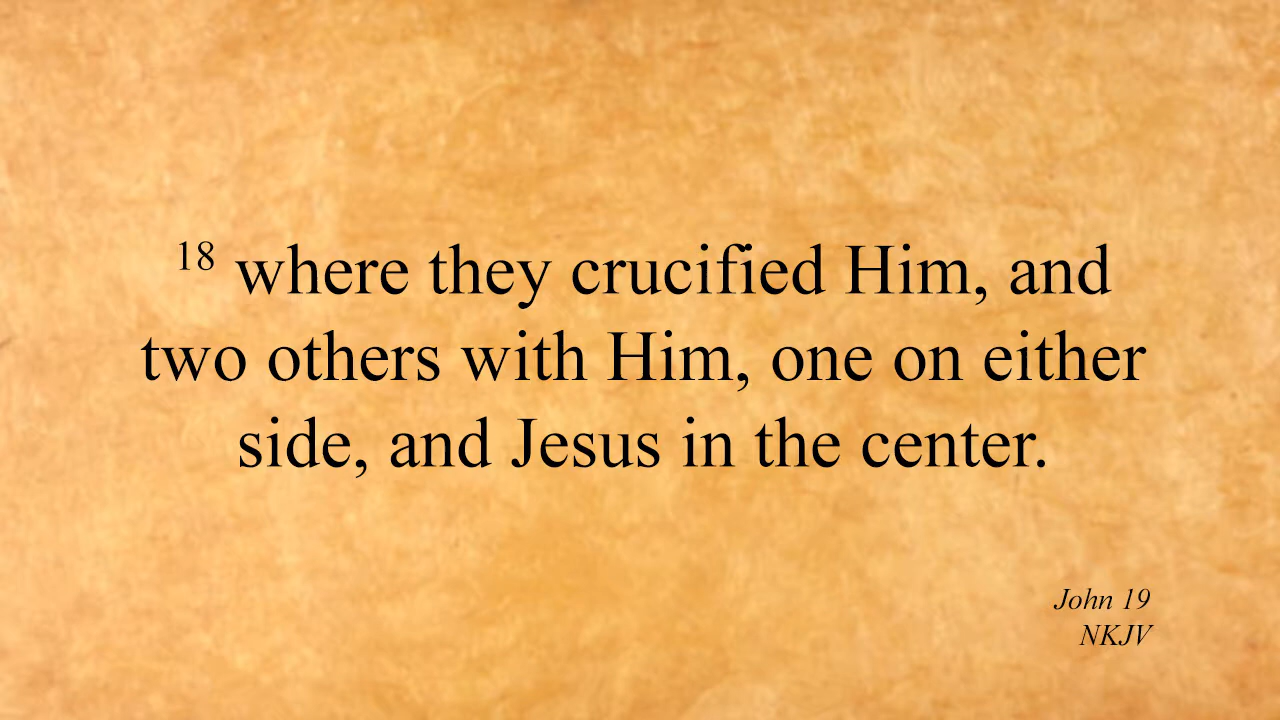 18 where they crucified Him, and
two others with Him, one on either
side, and Jesus in the center.
John 19
NKJV